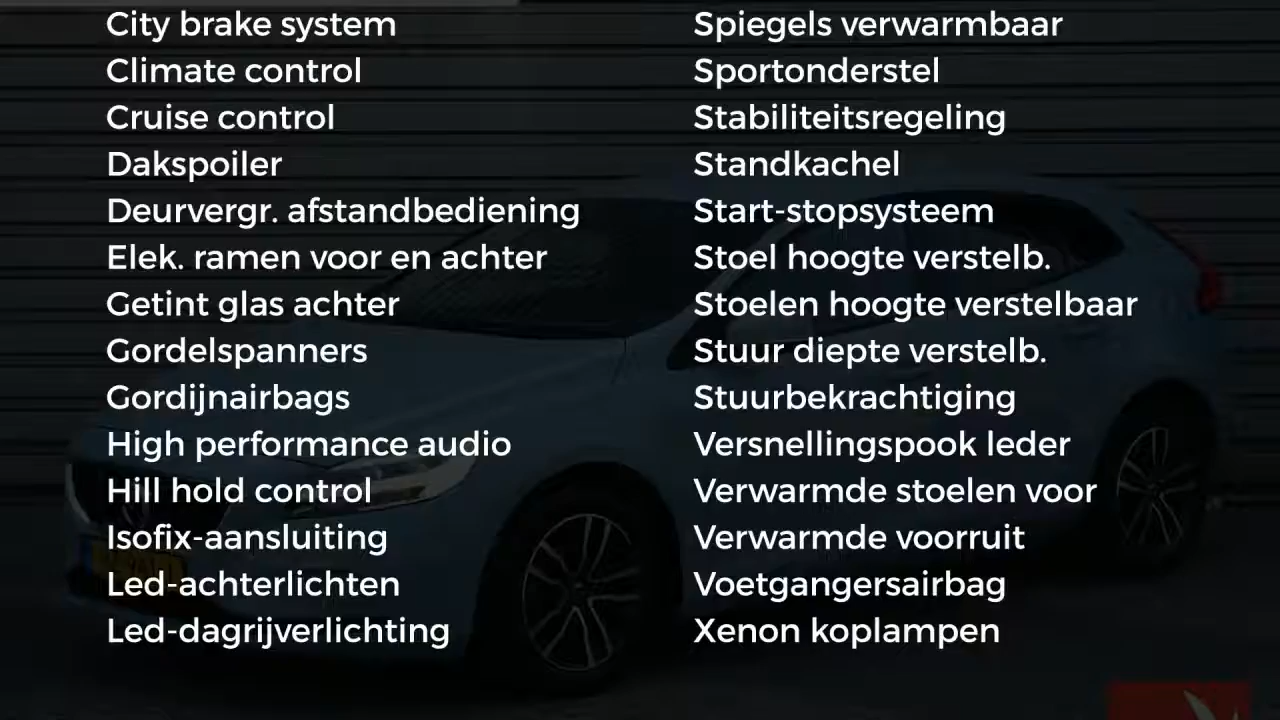 City brake system
Climate control
Cruise control
Dakspoiler
Deurvergr. afstandbediening
Elek. ramen voor en achter
Getint glas achter
Gordelspanners
Gordijnairbags
High performance audio
Hill hold control
Isofix-aansluiting
Led-achterlichten
Led-dagrijverlichting
Spiegels verwarmbaar
Sportonderstel
Stabiliteitsregeling
Standkachel
Start-stopsysteem
Stoel hoogte verstelb.
Stoelen hoogte verstelbaar
Stuur diepte verstelb.
Stuurbekrachtiging
Versnellingspook leder
Verwarmde stoelen voor
Verwarmde voorruit
Voetgangersairbag
Xenon koplampen